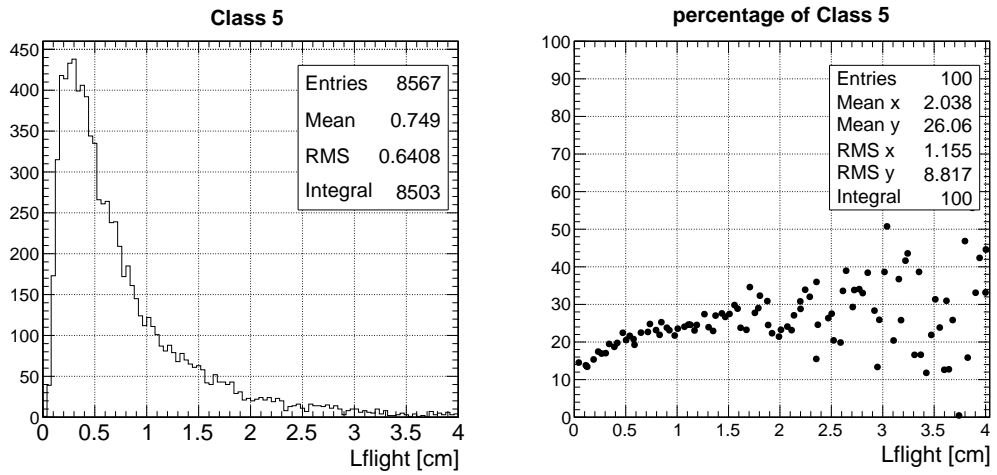 Class 5
450
400
350
300
250
200
150
100
50
0
Entries 8567
Mean 0.749
RMS 0.6408
Integral 8503
0 0.5 1 1.5 2 2.5 3 3.5 4
Lflight [cm]
percentage of Class 5
100
90
80
70
60
50
40
30
20
10
0
Entries 100
Mean x 2.038
Mean y 26.06
RMS x 1.155
RMS y 8.817
Integral 100
0 0.5 1 1.5 2 2.5 3 3.5 4
Lflight [cm]